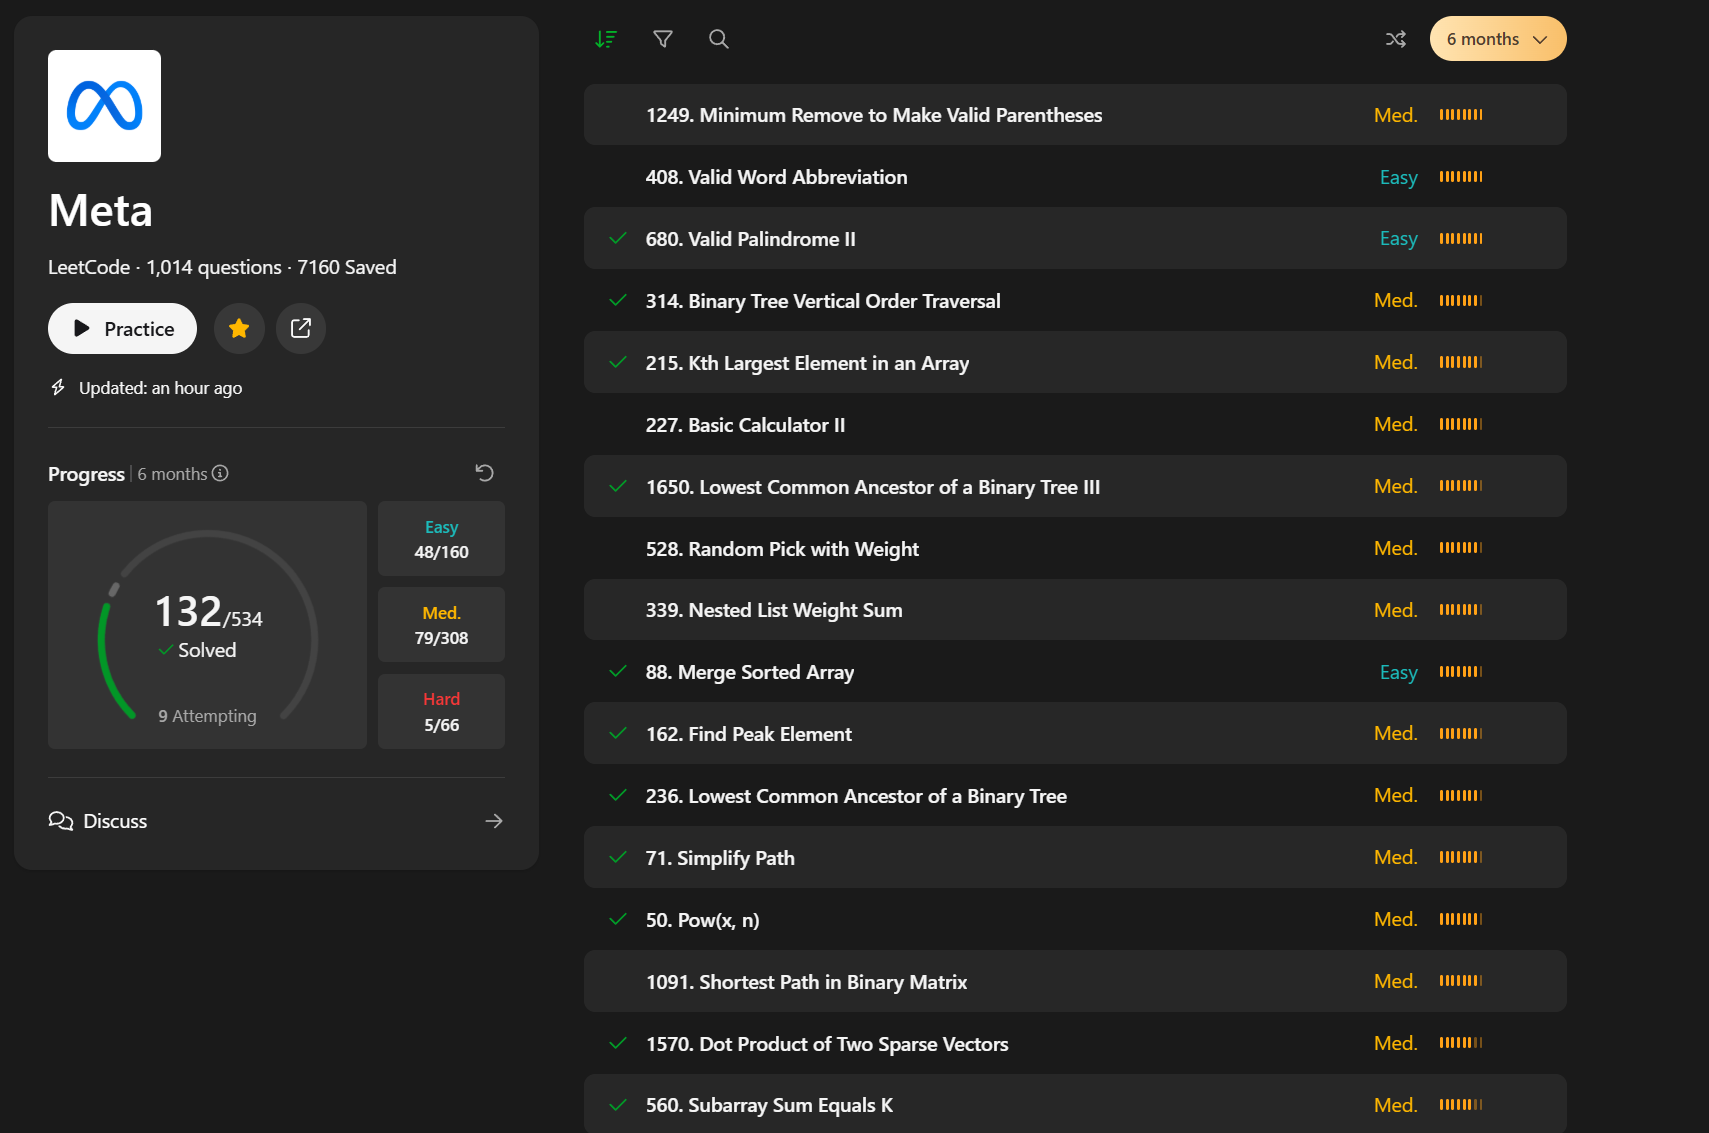 Meta
LeetCode · 1,014 questions · 7160 Saved
Practice
Updated: an hour ago
Progress | 6 months
132/534
Solved
9 Attempting
Easy
48/160
Med.
79/308
Hard
5/66
Discuss
6 months
1249. Minimum Remove to Make Valid Parentheses Med.
408. Valid Word Abbreviation Easy
680. Valid Palindrome II Easy
314. Binary Tree Vertical Order Traversal Med.
215. Kth Largest Element in an Array Med.
227. Basic Calculator II Med.
1650. Lowest Common Ancestor of a Binary Tree III Med.
528. Random Pick with Weight Med.
339. Nested List Weight Sum Med.
88. Merge Sorted Array Easy
162. Find Peak Element Med.
236. Lowest Common Ancestor of a Binary Tree Med.
71. Simplify Path Med.
50. Pow(x, n) Med.
1091. Shortest Path in Binary Matrix Med.
1570. Dot Product of Two Sparse Vectors Med.
560. Subarray Sum Equals K Med.